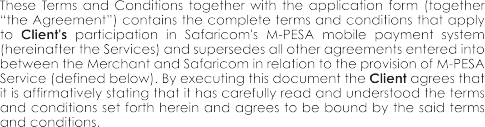 These Terms and Conditions together with the application form (together
“the Agreement”) contains the complete terms and conditions that apply
to Client's participation in Safaricom's M-PESA mobile payment system
(hereinafter the Services) and supersedes all other agreements entered into
between the Merchant and Safaricom in relation to the provision of M-PESA
Service (defined below). By executing this document the Client agrees that
it is affirmatively stating that it has carefully read and understood the terms
and conditions set forth herein and agrees to be bound by the said terms
and conditions.